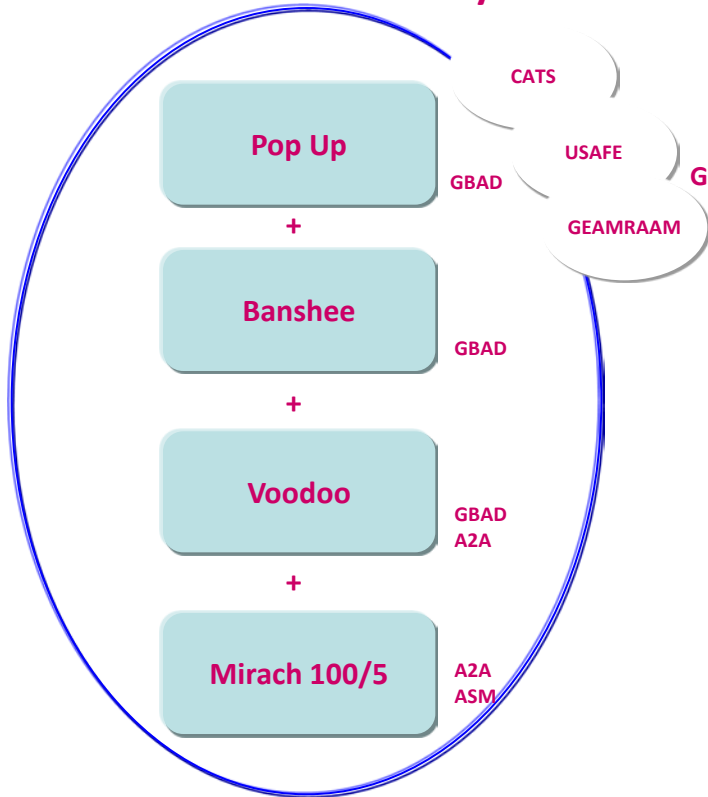 CATS
Pop Up
USAFE
GBAD
G
GEAMRAAM
+
Banshee
GBAD
+
Voodoo
GBAD
A2A
+
Mirach 100/5
A2A
ASM